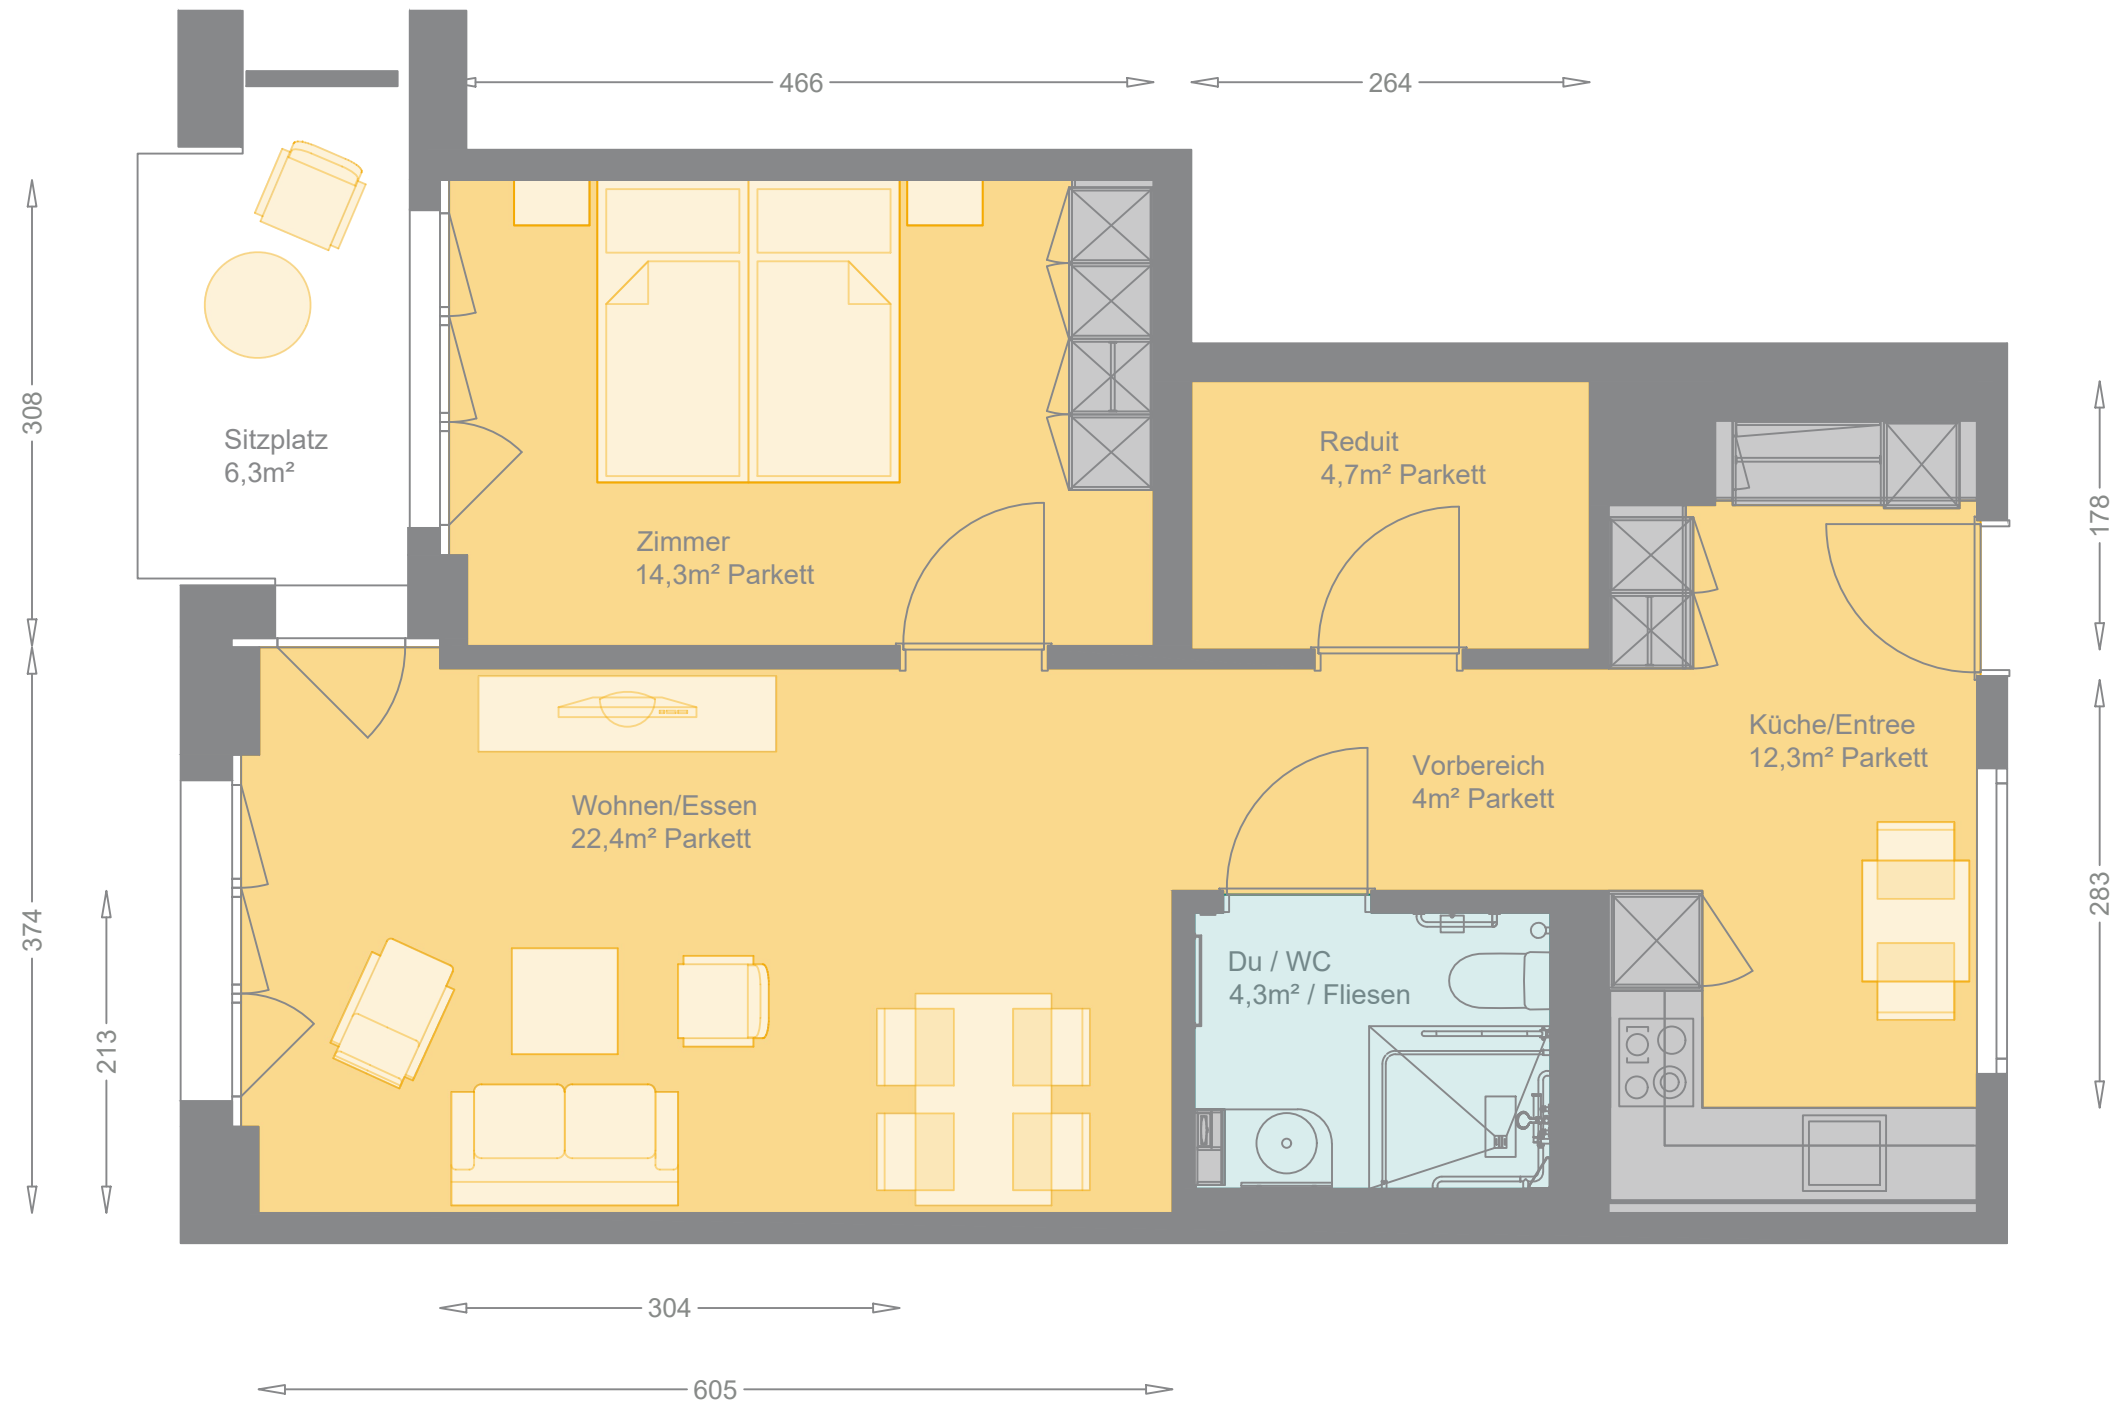 466
264
308
Sitzplatz
6,3m²
Reduit
4,7m² Parkett
178
Zimmer
14,3m² Parkett
Küche/Entree
12,3m² Parkett
Vorbereich
4m² Parkett
Wohnen/Essen
22,4m² Parkett
283
374
213
Du / WC
4,3m² / Fliesen
304
605